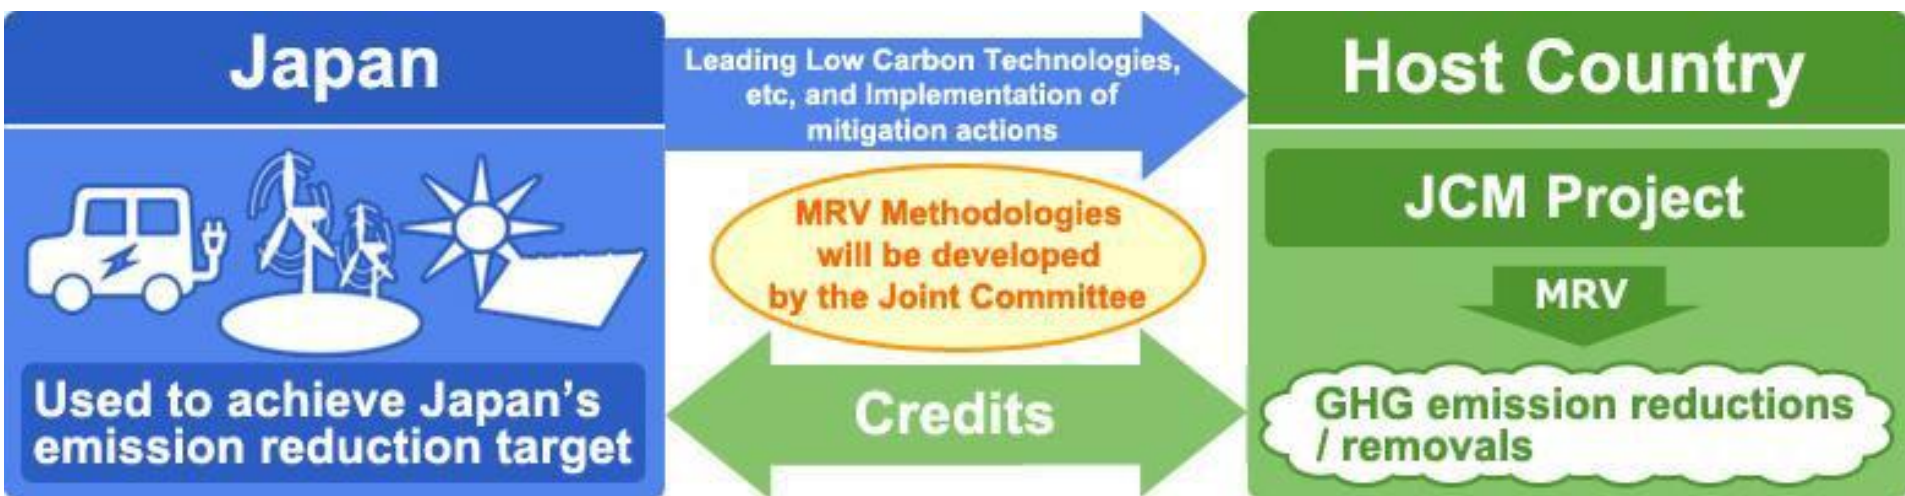 Japan
Used to achieve Japan's
emission reduction target
Leading Low Carbon Technologies,
etc, and Implementation of
mitigation actions
MRV Methodologies
will be developed
by the Joint Committee
Credits
Host Country
JCM Project
MRV
GHG emission reductions
/ removals